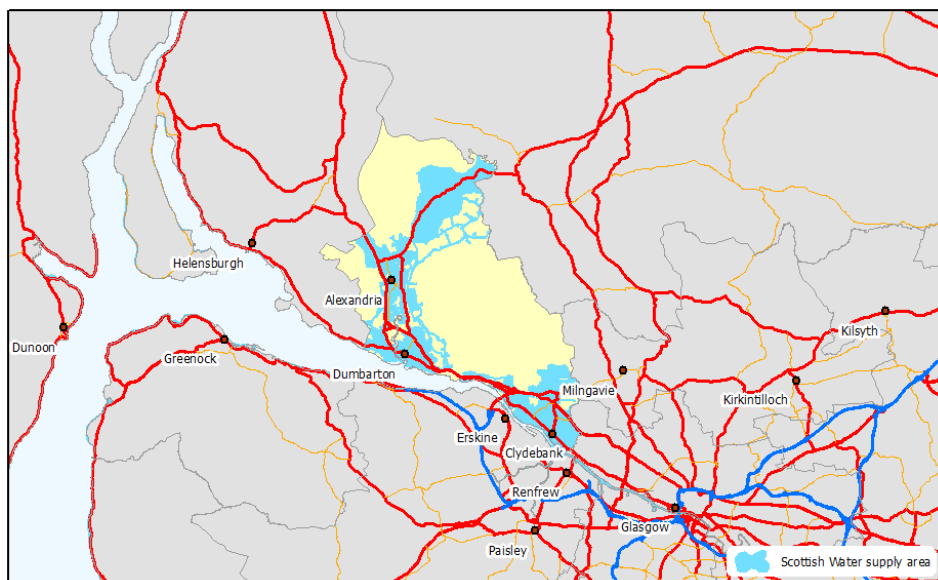 Helensburgh
Alexandria
Dunoon
Greenock
Dumbarton
Milngavie
Kilsyth
Kirkintilloch
Erskine
Clydebank
Renfrew
Glasgow
Paisley
Scottish Water supply area